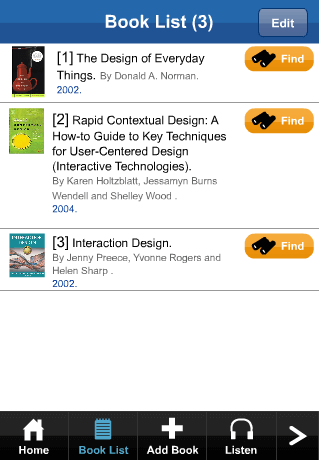 Book List (3)
Edit
[1] The Design of Everyday
Things. By Donald A. Norman.
2002.
Find
[2] Rapid Contextual Design: A
How-to Guide to Key Techniques
for User-Centered Design
(Interactive Technologies).
By Karen Holtzblatt, Jessamyn Burns
Wendell and Shelley Wood .
2004.
Find
[3] Interaction Design.
By Jenny Preece, Yvonne Rogers and
Helen Sharp .
2002.
Find
Home
Book List
Add Book
Listen